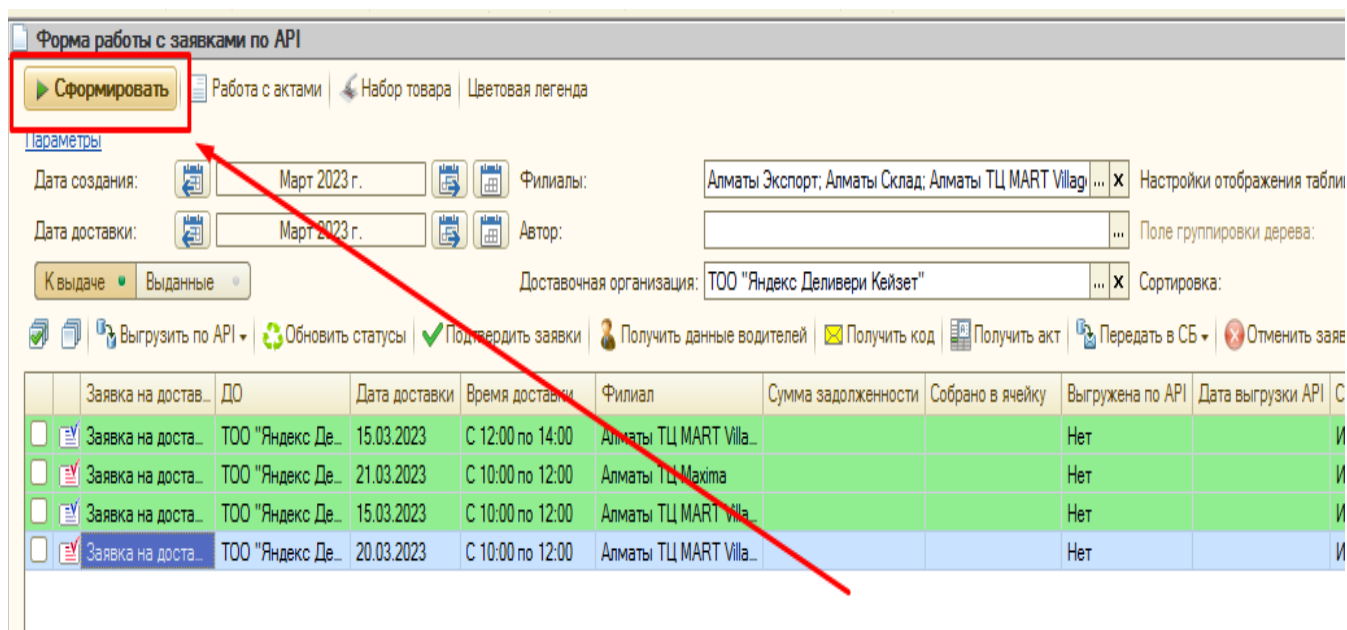 Форма работы с заявками по API
Сформировать Работа с актами Набор товара Цветовая легенда
Параметры
Дата создания: Март 2023 г. Филиалы: Алматы Экспорт; Алматы Склад; Алматы ТЦ MART Villag ... x Настройки отображения табли
Дата доставки: Март 2023 г. Автор: ... Поле группировки дерева:
К выдаче Выданные Доставочная организация: ТОО "Яндекс Деливери Кейзет" ... x Сортировка:
Выгрузить по API Обновить статусы Подтвердить заявки Получить данные водителей Получить код Получить акт Передать в СБ Отменить заяв
Заявка на достав... ДО Дата доставки Время доставки Филиал Сумма задолженности Собрано в ячейку Выгружена по API Дата выгрузки API С
Заявка на доста... ТОО "Яндекс Де... 15.03.2023 С 12:00 по 14:00 Алматы ТЦ MART Villa... Нет И
Заявка на доста... ТОО "Яндекс Де... 21.03.2023 С 10:00 по 12:00 Алматы ТЦ Maxima Нет И
Заявка на доста... ТОО "Яндекс Де... 15.03.2023 С 10:00 по 12:00 Алматы ТЦ MART Villa... Нет И
Заявка на доста... ТОО "Яндекс Де... 20.03.2023 С 10:00 по 12:00 Алматы ТЦ MART Villa... Нет И